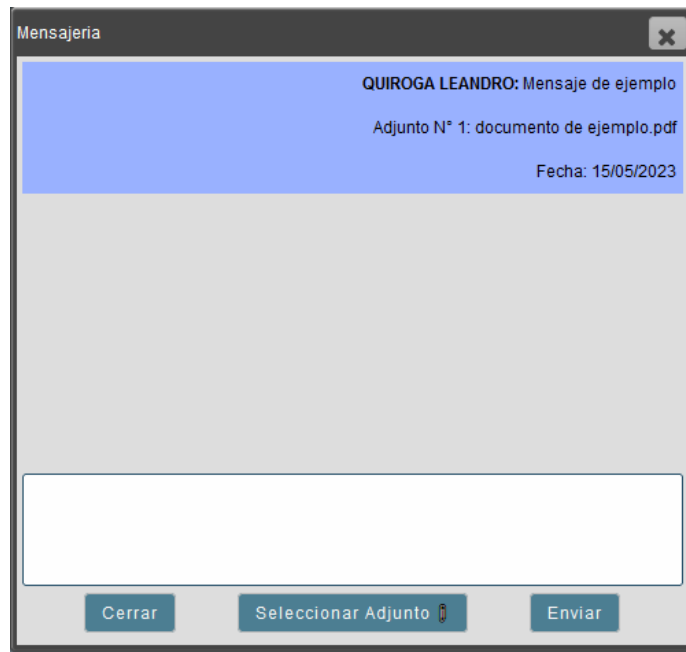 Mensajeria
QUIROGA LEANDRO: Mensaje de ejemplo
Adjunto N° 1: documento de ejemplo.pdf
Fecha: 15/05/2023
Cerrar
Seleccionar Adjunto
Enviar